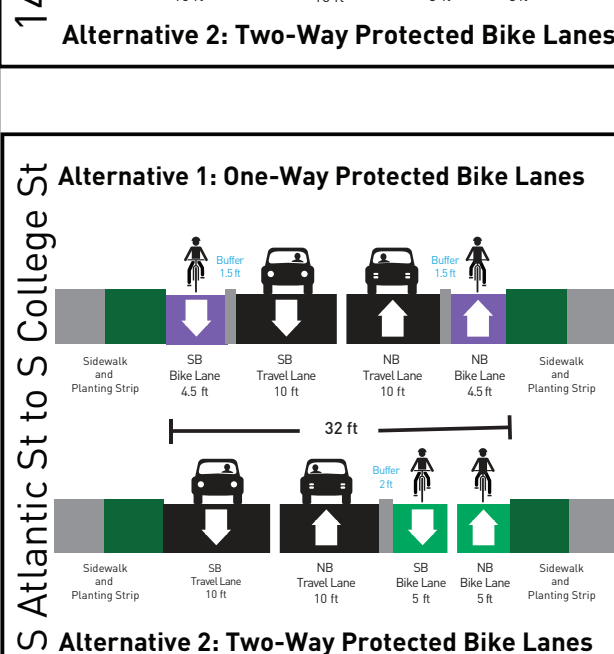 14
Alternative 2: Two-Way Protected Bike Lanes
S Atlantic St to S College St
Alternative 1: One-Way Protected Bike Lanes
Buffer
1.5 ft
Buffer
1.5 ft
Sidewalk
and
Planting Strip
SB
Bike Lane
4.5 ft
SB
Travel Lane
10 ft
NB
Travel Lane
10 ft
NB
Bike Lane
4.5 ft
Sidewalk
and
Planting Strip
32 ft
Buffer
2 ft
Sidewalk
and
Planting Strip
SB
Travel Lane
10 ft
NB
Travel Lane
10 ft
SB
Bike Lane
5 ft
NB
Bike Lane
5 ft
Sidewalk
and
Planting Strip
Alternative 2: Two-Way Protected Bike Lanes